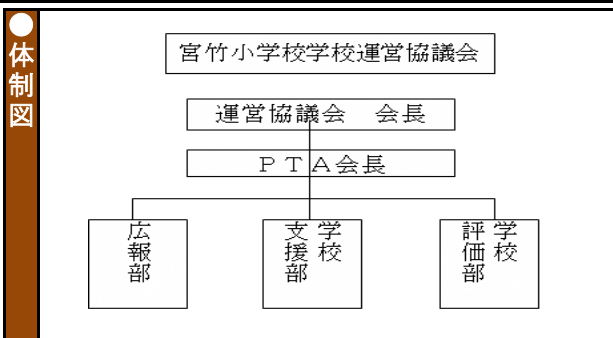 ●体制図
宮竹小学校学校運営協議会
運営協議会　会長
ＰＴＡ会長
広報部
学校
支援部
学校
評価部